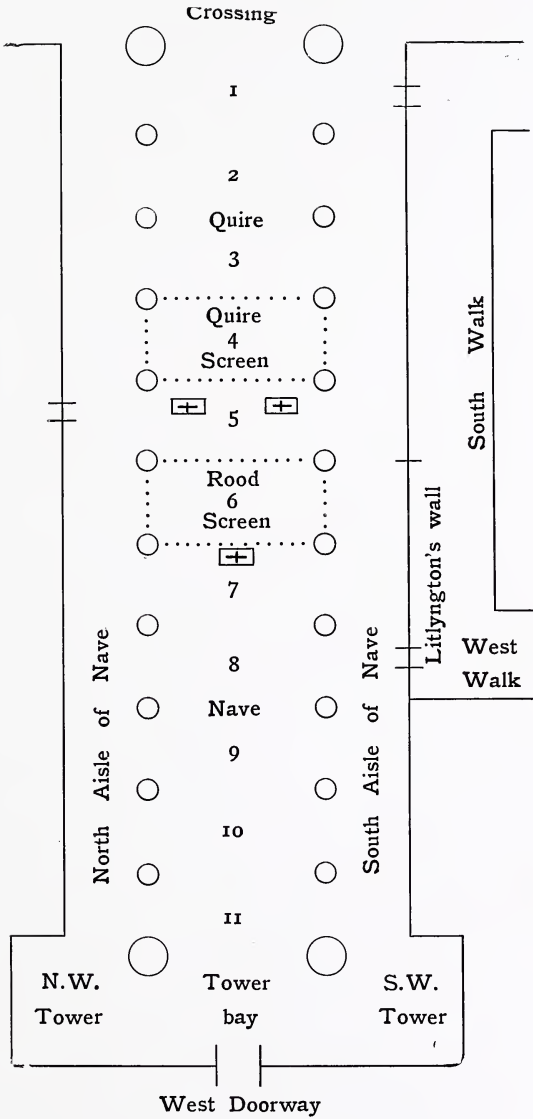 Crossing
1
2
Quire
3
Quire
4
Screen
5
Rood
6
Screen
7
8
Nave
9
10
11
North Aisle of Nave
South Aisle of Nave
Litlyngton's wall
South Walk
West
Walk
N.W.
Tower
Tower
bay
S.W.
Tower
West Doorway